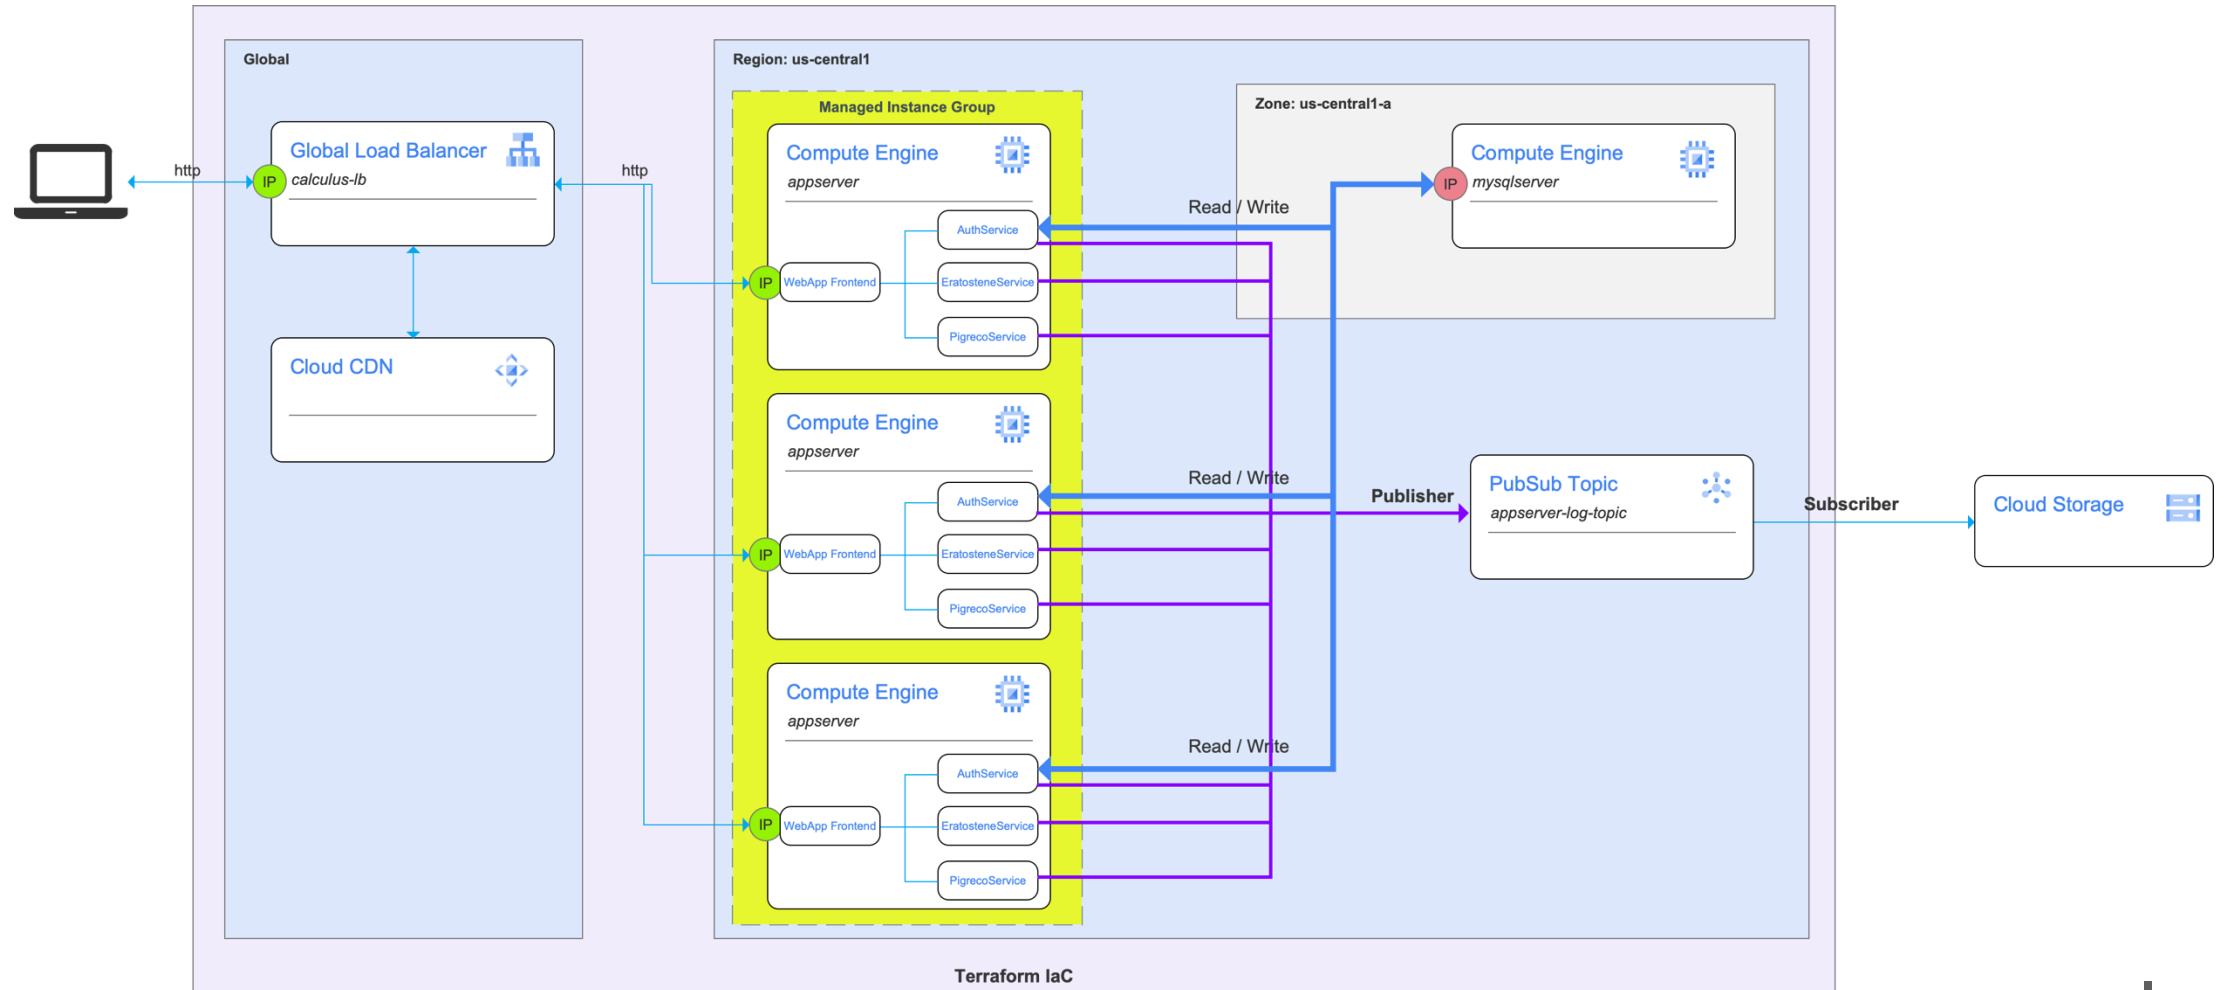 Global
Region: us-central1
Managed Instance Group
Zone: us-central1-a
http
IP
Global Load Balancer
calculus-lb
http
Cloud CDN
Compute Engine
appserver
AuthService
IP
WebApp Frontend
EratosteneService
PigrecoService
Read / Write
IP
Compute Engine
mysqlserver
Compute Engine
appserver
AuthService
IP
WebApp Frontend
EratosteneService
PigrecoService
Read / Write
Publisher
PubSub Topic
appserver-log-topic
Subscriber
Cloud Storage
Compute Engine
appserver
AuthService
IP
WebApp Frontend
EratosteneService
PigrecoService
Read / Write
Terraform IaC